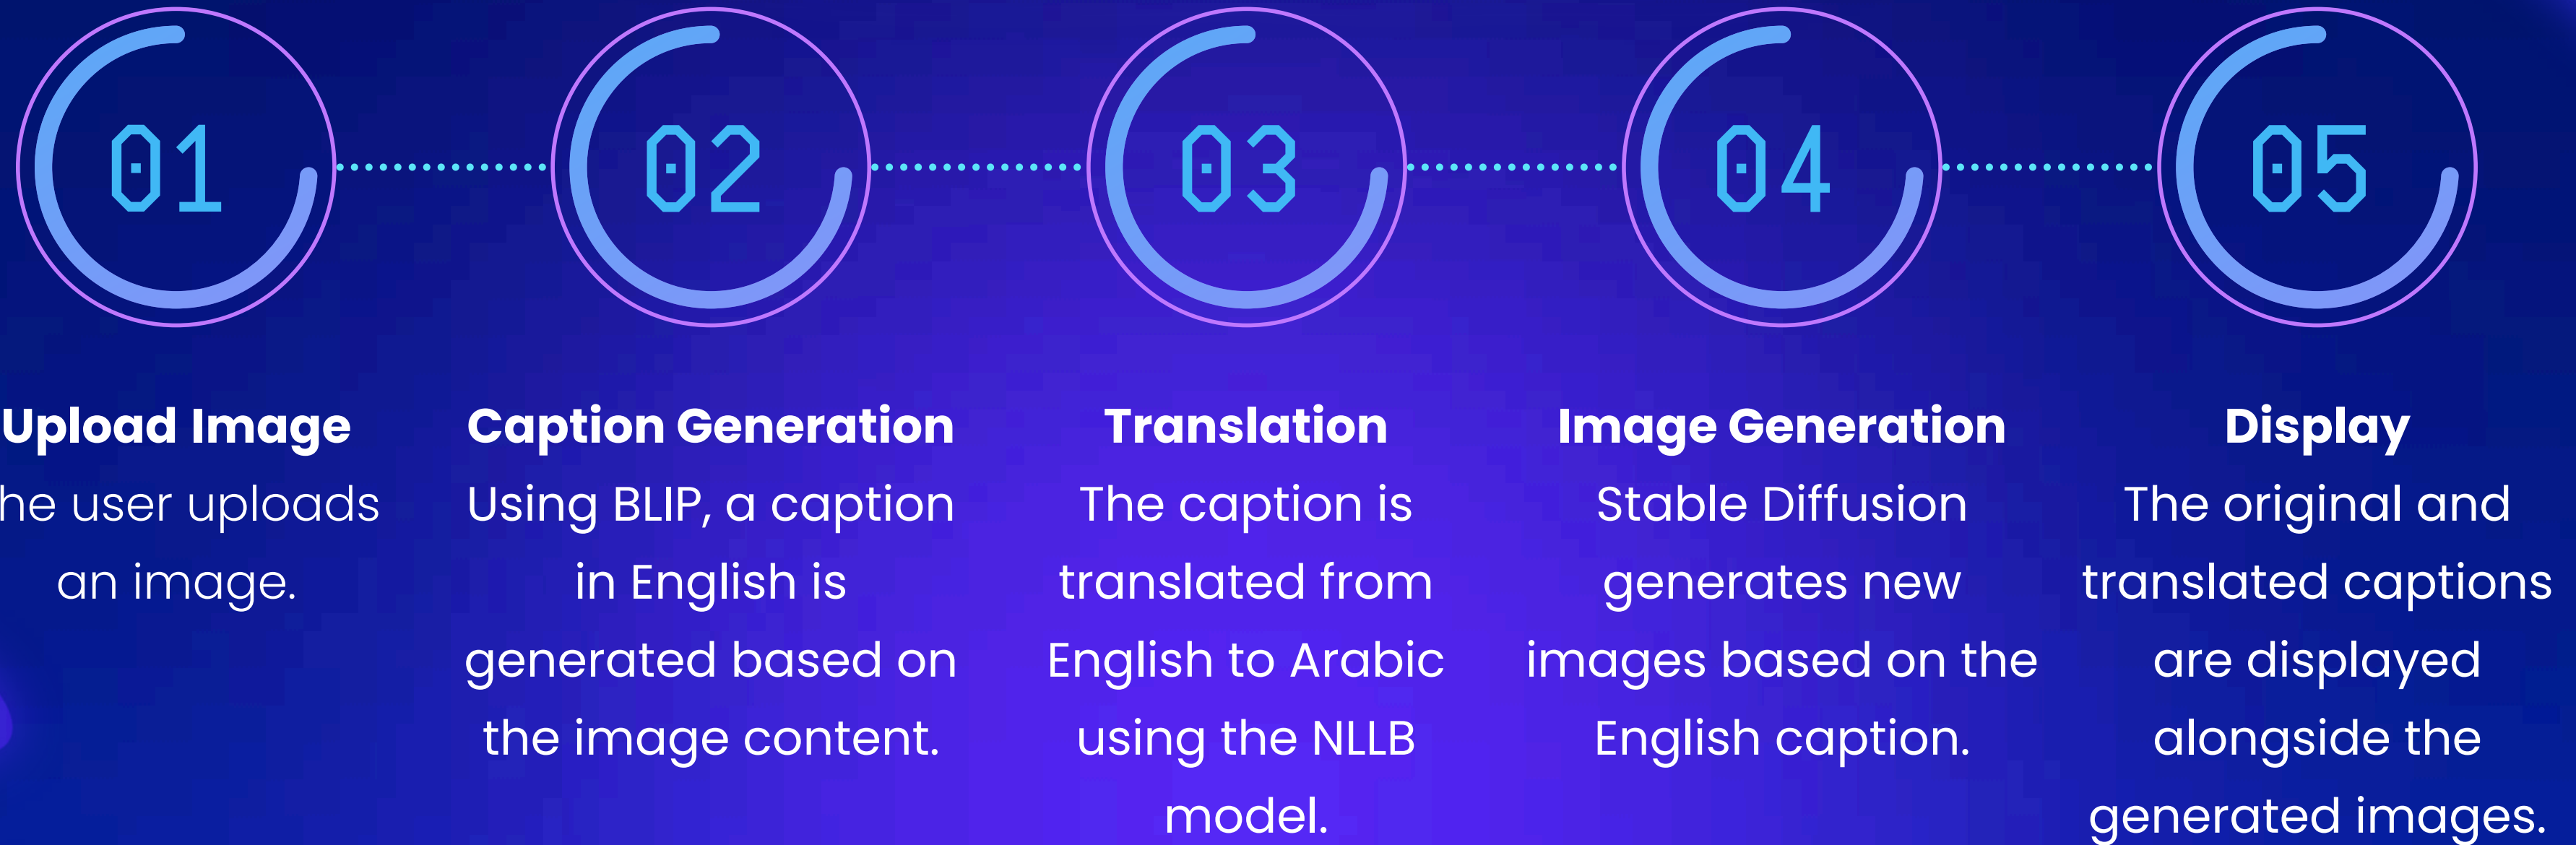 01
02
03
04
05
Upload Image
he user uploads
an image.
Caption Generation
Using BLIP, a caption
in English is
generated based on
the image content.
Translation
The caption is
translated from
English to Arabic
using the NLLB
model.
Image Generation
Stable Diffusion
generates new
images based on the
English caption.
Display
The original and
translated captions
are displayed
alongside the
generated images.